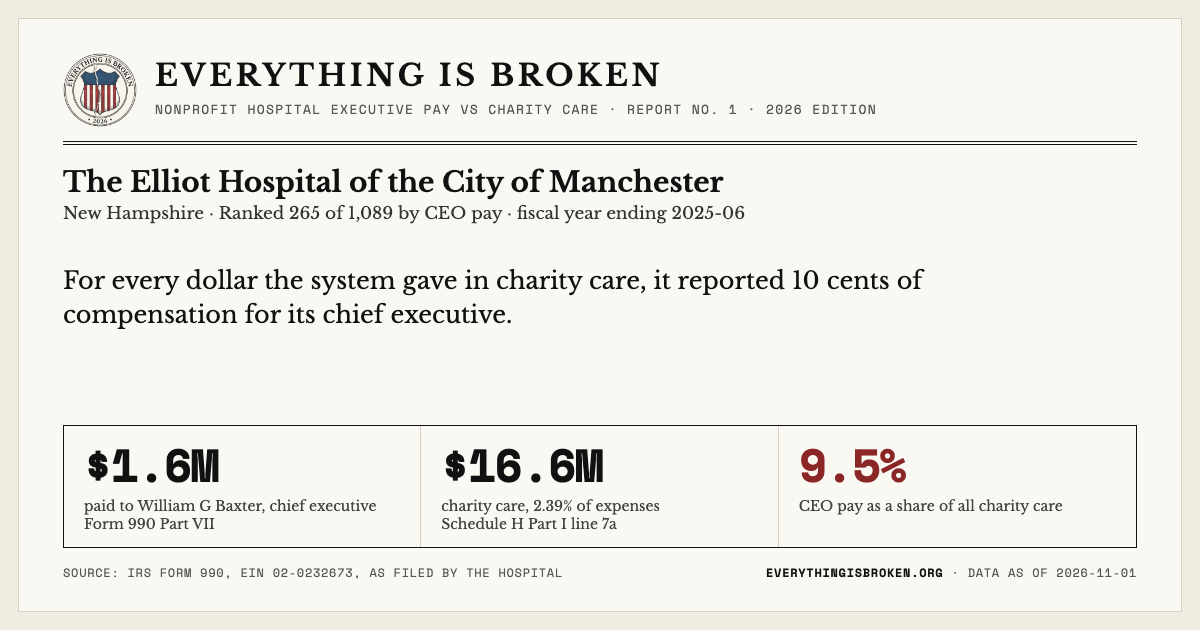 EVERYTHING IS BROKEN
2026
EVERYTHING IS BROKEN
NONPROFIT HOSPITAL EXECUTIVE PAY VS CHARITY CARE · REPORT NO. 1 · 2026 EDITION
The Elliot Hospital of the City of Manchester
New Hampshire · Ranked 265 of 1,089 by CEO pay · fiscal year ending 2025-06
For every dollar the system gave in charity care, it reported 10 cents of
compensation for its chief executive.
$1.6M
paid to William G Baxter, chief executive
Form 990 Part VII
$16.6M
charity care, 2.39% of expenses
Schedule H Part I line 7a
9.5%
CEO pay as a share of all charity care
SOURCE: IRS FORM 990, EIN 02-0232673, AS FILED BY THE HOSPITAL
EVERYTHINGISBROKEN.ORG · DATA AS OF 2026-11-01